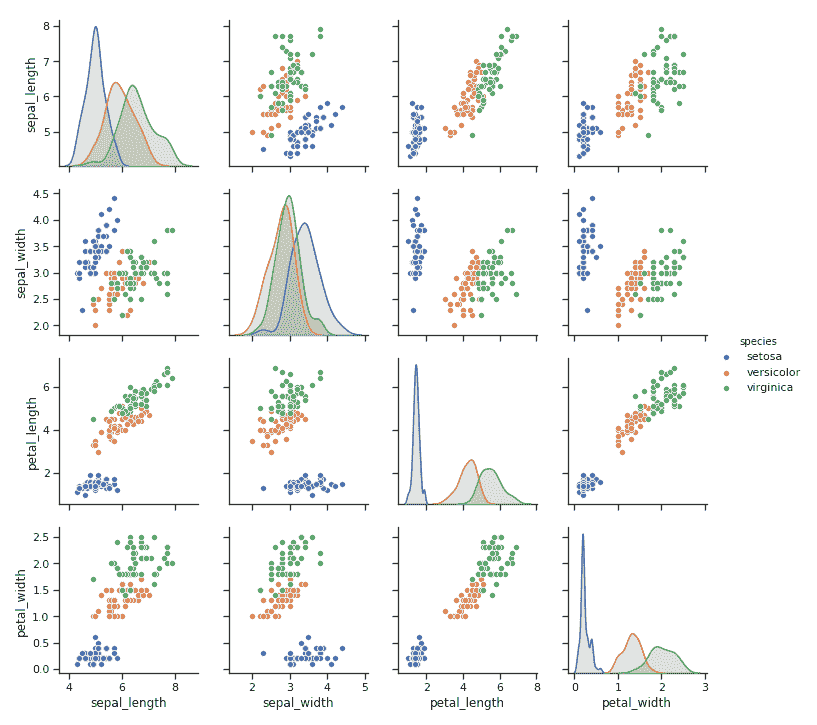 sepal_length
8
7
6
5
sepal_width
4.5
4.0
3.5
3.0
2.5
2.0
species
setosa
versicolor
virginica
petal_length
6
4
2
petal_width
2.5
2.0
1.5
1.0
0.5
0.0
4 6 8 2 3 4 5 2 4 6 8 0 1 2 3
sepal_length sepal_width petal_length petal_width